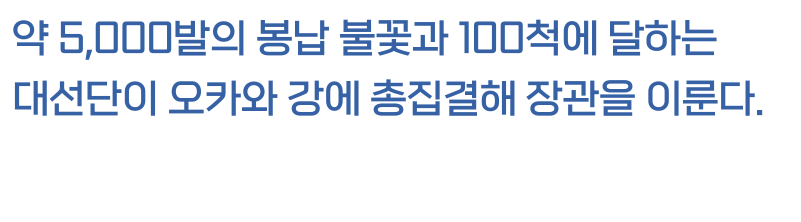 약 5,000발의 봉납 불꽃과 100척에 달하는
대선단이 오카와 강에 총집결해 장관을 이룬다.